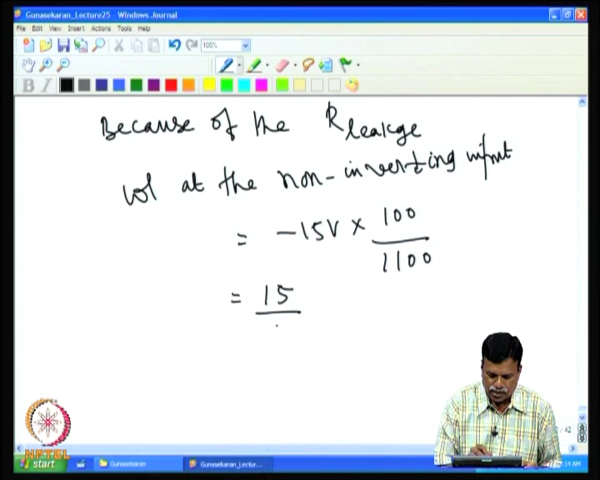 Gunasekaran_Lecture25 - Windows Journal
File Edit View Insert Actions Tools Help
100%
B I
Because of the Rleakge
vol at the non-inverting input
= -15V × 100
1100
= 15
NPTEL
start
Gunasekaran
Gunasekaran_Lectur...